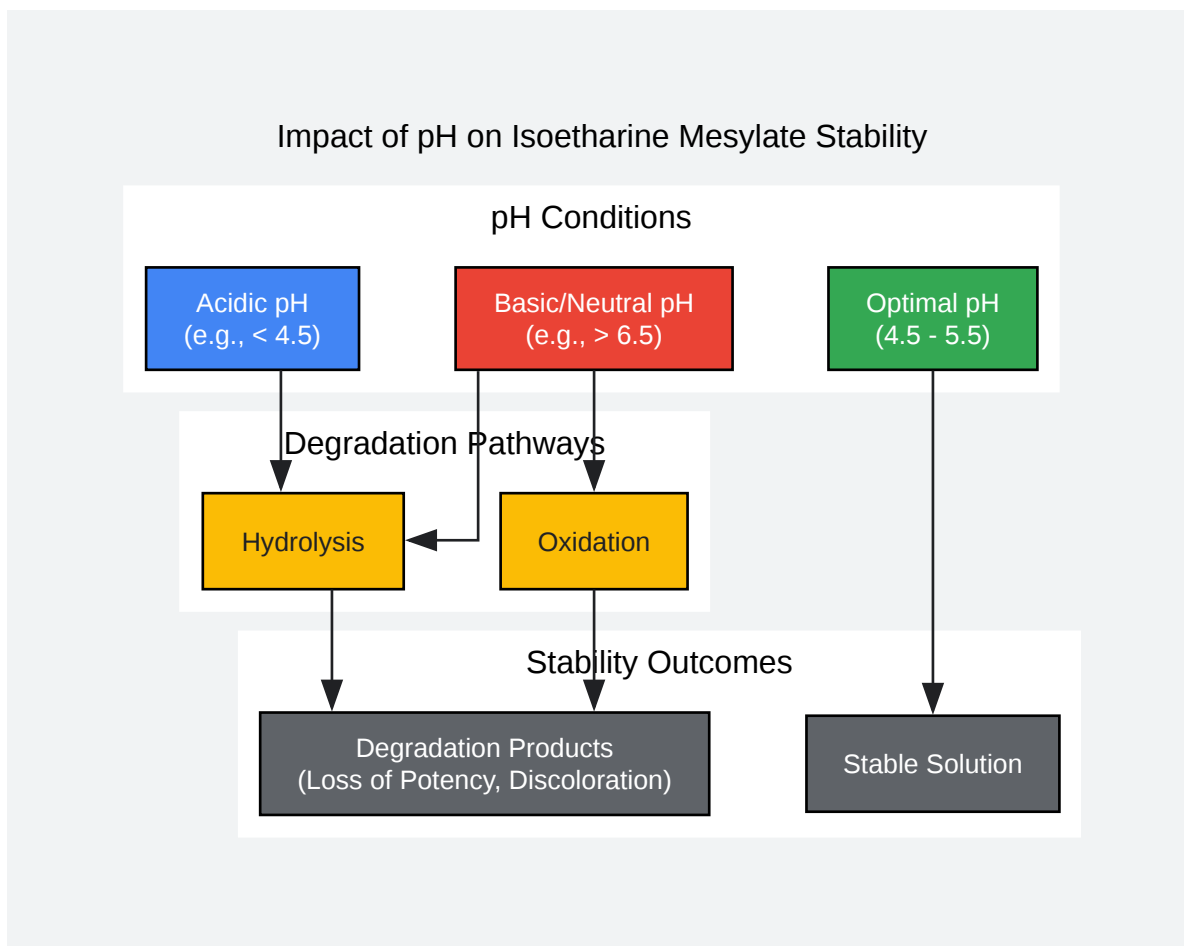 Impact of pH on Isoetharine Mesylate Stability
pH Conditions
Acidic pH
(e.g., < 4.5)
Basic/Neutral pH
(e.g., > 6.5)
Optimal pH
(4.5 - 5.5)
Degradation Pathways
Hydrolysis
Oxidation
Stability Outcomes
Degradation Products
(Loss of Potency, Discoloration)
Stable Solution